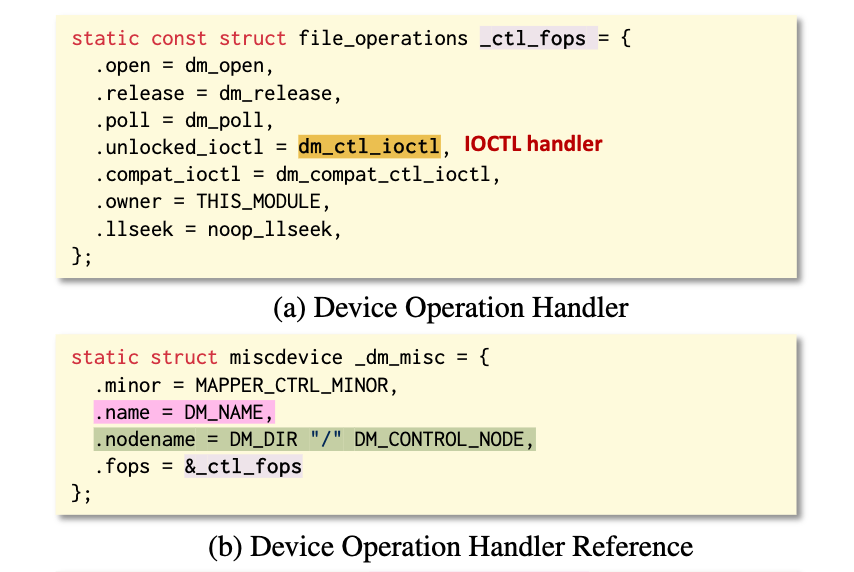 static const struct file_operations _ctl_fops = {
.open = dm_open,
.release = dm_release,
.poll = dm_poll,
.unlocked_ioctl = dm_ctl_ioctl, IOCTL handler
.compat_ioctl = dm_compat_ctl_ioctl,
.owner = THIS_MODULE,
.llseek = noop_llseek,
};
(a) Device Operation Handler
static struct miscdevice _dm_misc = {
.minor = MAPPER_CTRL_MINOR,
.name = DM_NAME,
.nodename = DM_DIR "/" DM_CONTROL_NODE,
.fops = &_ctl_fops
};
(b) Device Operation Handler Reference